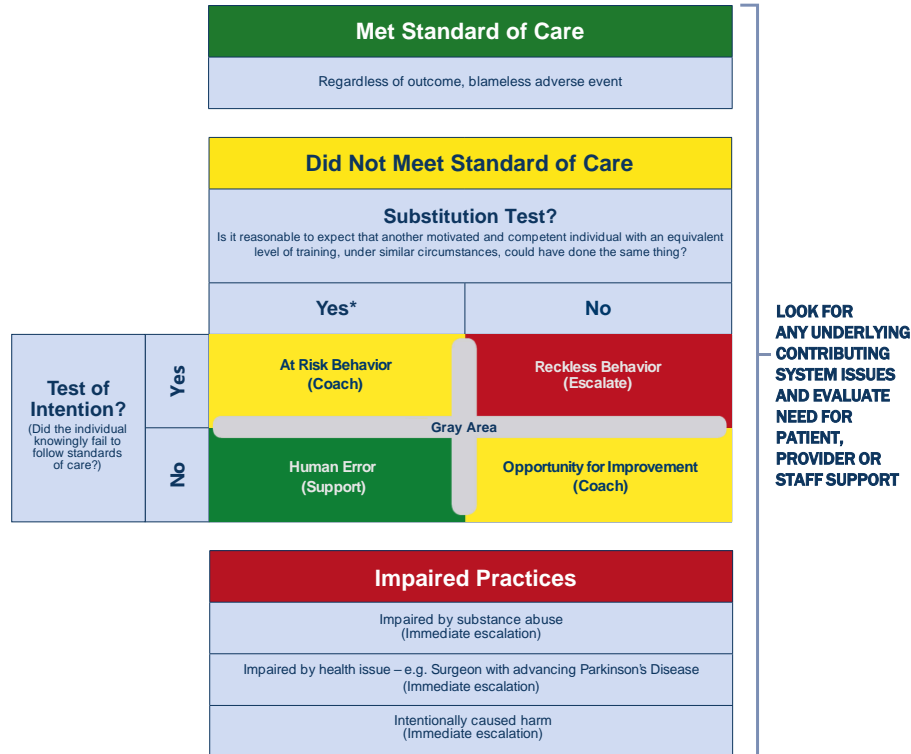 Met Standard of Care
Regardless of outcome, blameless adverse event
Did Not Meet Standard of Care
Substitution Test?
Is it reasonable to expect that another motivated and competent individual with an equivalent
level of training, under similar circumstances, could have done the same thing?
Yes*
No
Test of
Intention?
(Did the individual
knowingly fail to
follow standards
of care?)
Yes
At Risk Behavior
(Coach)
Reckless Behavior
(Escalate)
Gray Area
No
Human Error
(Support)
Opportunity for Improvement
(Coach)
Impaired Practices
Impaired by substance abuse
(Immediate escalation)
Impaired by health issue – e.g. Surgeon with advancing Parkinson's Disease
(Immediate escalation)
Intentionally caused harm
(Immediate escalation)
LOOK FOR
ANY UNDERLYING
CONTRIBUTING
SYSTEM ISSUES
AND EVALUATE
NEED FOR
PATIENT,
PROVIDER OR
STAFF SUPPORT